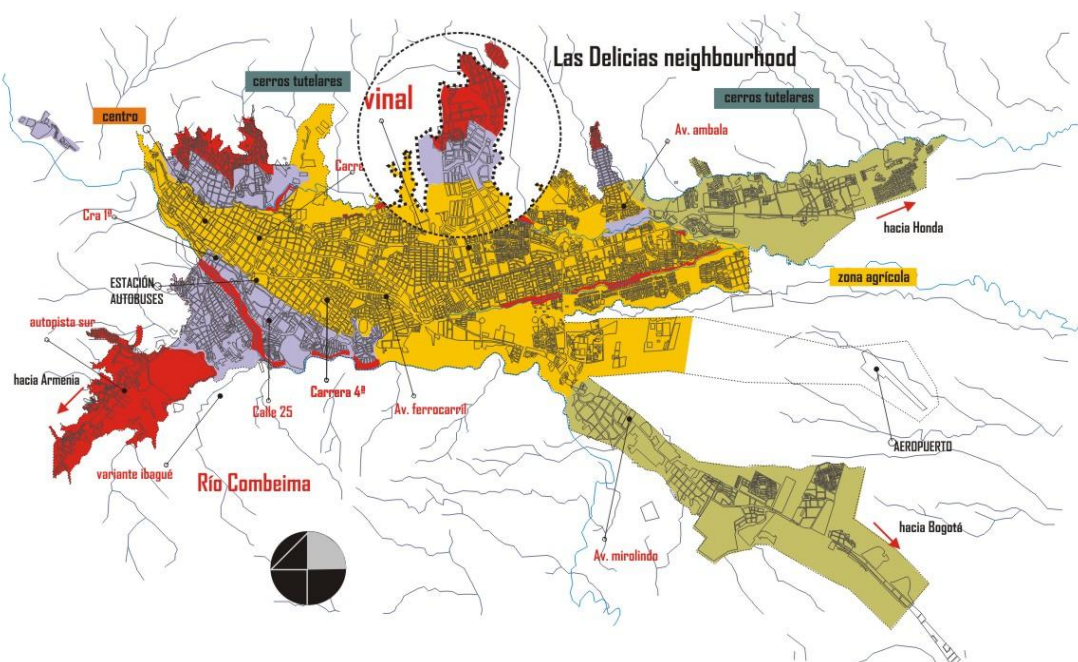 Las Delicias neighbourhood
cerros tutelares
vinal
cerros tutelares
centro
Av. ambala
Carre
Cra 1ª
hacia Honda
ESTACIÓN
AUTOBUSES
zona agrícola
autopista sur
hacia Armenia
Carrera 4ª
Calle 25
Av. ferrocarril
AEROPUERTO
variante ibagué
Río Combeima
hacia Bogotá
Av. mirolindo